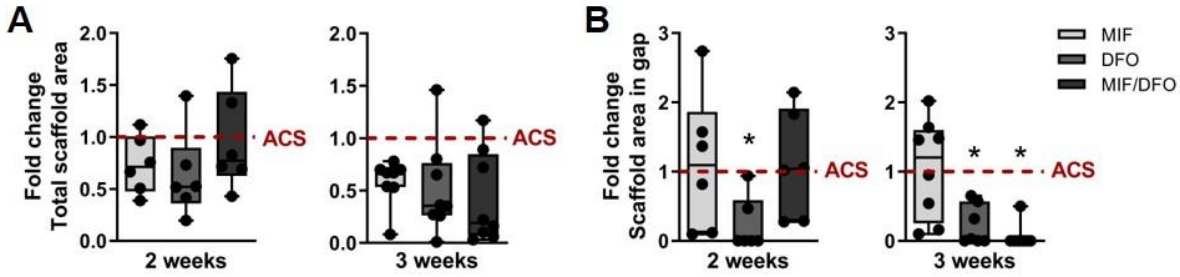 A
Fold change
Total scaffold area
2.0
1.5
1.0
0.5
0.0
ACS
2 weeks
2.0
1.5
1.0
0.5
0.0
ACS
3 weeks
B
Fold change
Scaffold area in gap
3
2
1
0
*
ACS
2 weeks
3
2
1
0
* *
ACS
3 weeks
MIF
DFO
MIF/DFO